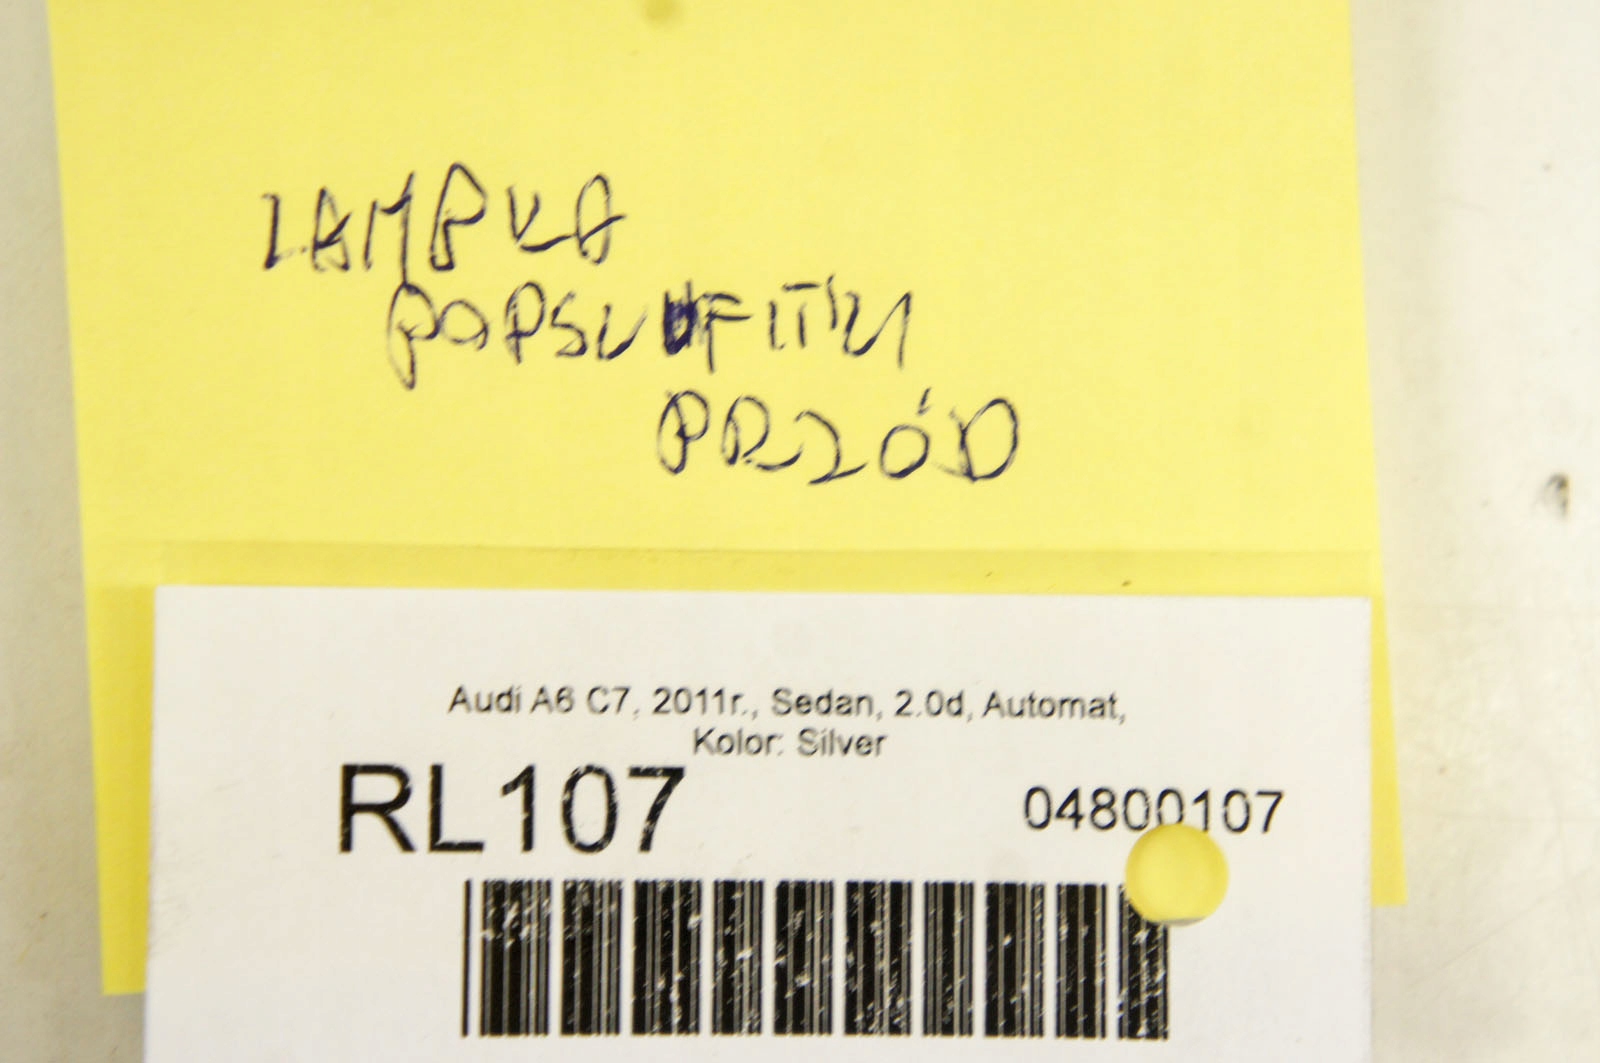 LAMPKA
PODSUFITKI
PRZÓD
Audi A6 C7, 2011r., Sedan, 2.0d, Automat,
Kolor: Silver
RL107
04800107